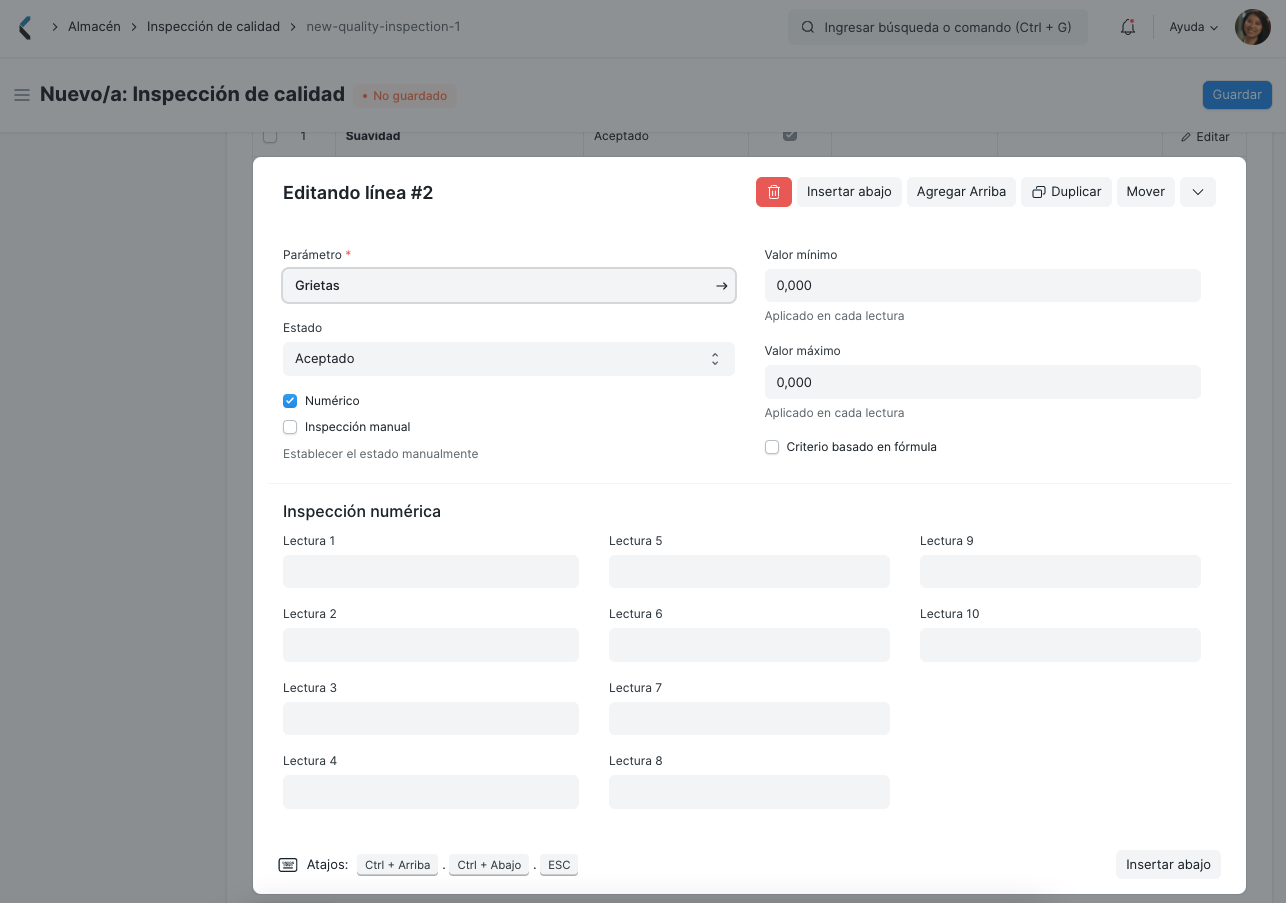 Almacén
Inspección de calidad
new-quality-inspection-1
Ingresar búsqueda o comando (Ctrl + G)
Ayuda
Nuevo/a: Inspección de calidad
No guardado
Guardar
1
Suavidad
Aceptado
Editar
Editando línea #2
Insertar abajo
Agregar Arriba
Duplicar
Mover
Parámetro *
Grietas
Estado
Aceptado
Numérico
Inspección manual
Establecer el estado manualmente
Valor mínimo
0,000
Aplicado en cada lectura
Valor máximo
0,000
Aplicado en cada lectura
Criterio basado en fórmula
Inspección numérica
Lectura 1
Lectura 2
Lectura 3
Lectura 4
Lectura 5
Lectura 6
Lectura 7
Lectura 8
Lectura 9
Lectura 10
Atajos: Ctrl + Arriba . Ctrl + Abajo . ESC
Insertar abajo